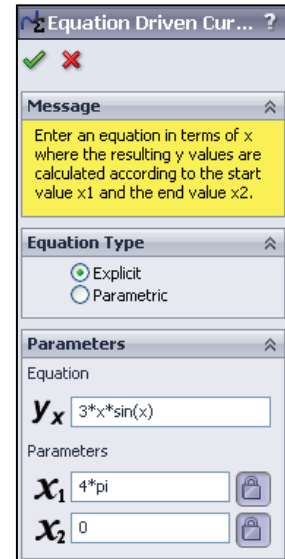 Equation Driven Cur... ?
Message
Enter an equation in terms of x
where the resulting y values are
calculated according to the start
value x1 and the end value x2.
Equation Type
Explicit
Parametric
Parameters
Equation
yx 3*x*sin(x)
Parameters
x1 4*pi
x2 0